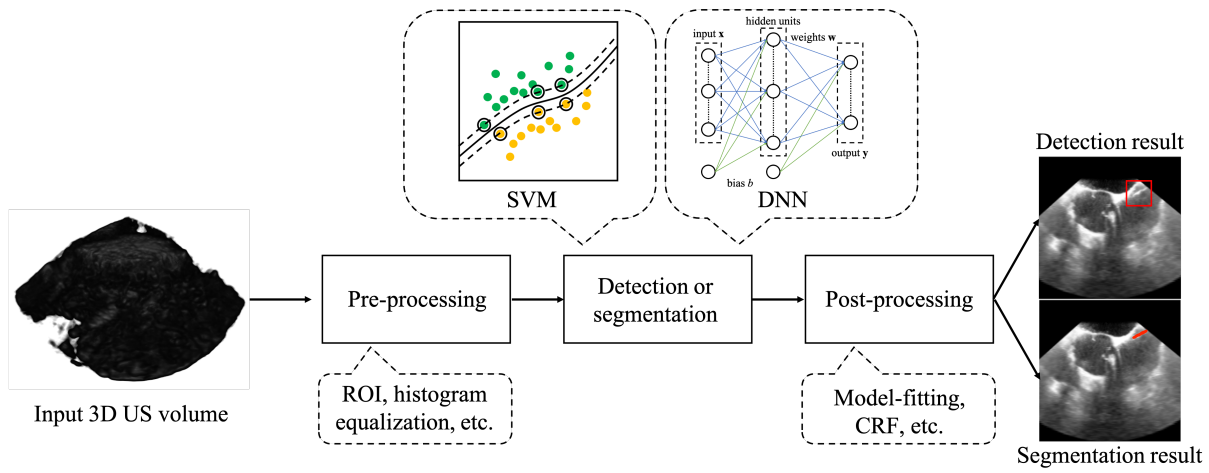 hidden units
input x
weights w
output y
bias b
SVM
DNN
Detection result
Pre-processing
Detection or
segmentation
Post-processing
ROI, histogram
equalization, etc.
Model-fitting,
CRF, etc.
Input 3D US volume
Segmentation result